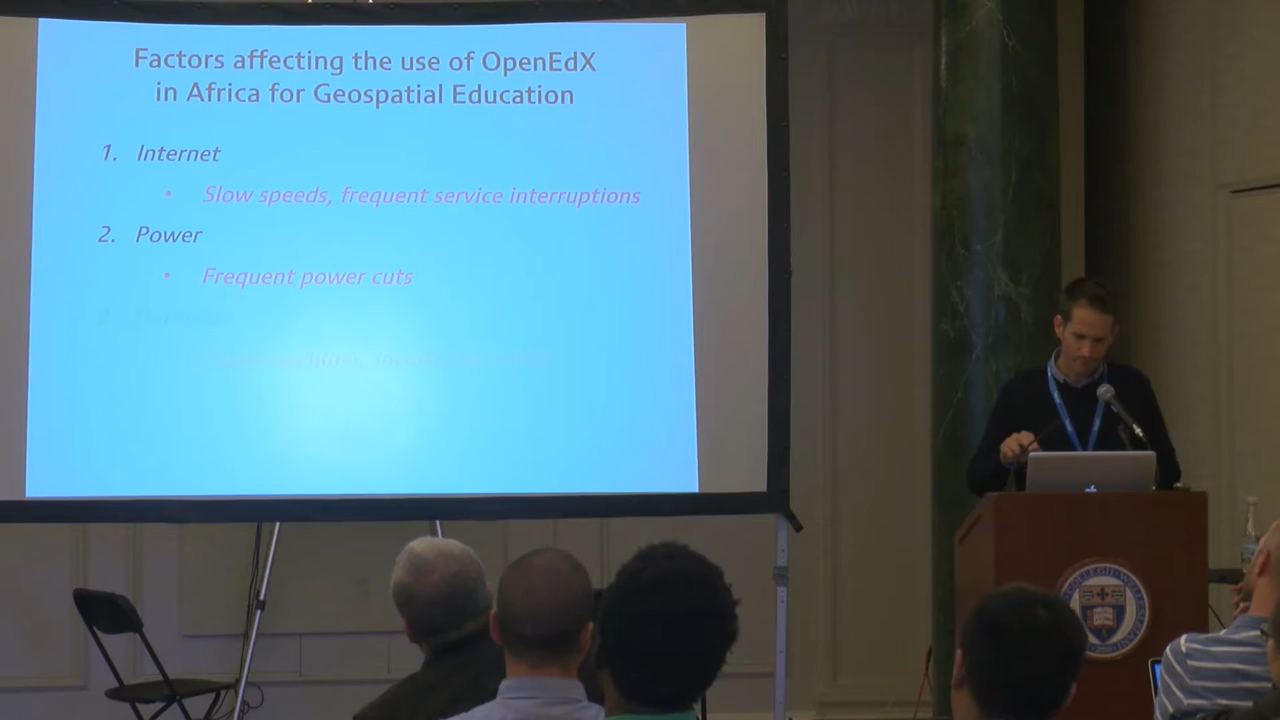 Factors affecting the use of OpenEdX
in Africa for Geospatial Education
1. Internet
• Slow speeds, frequent service interruptions
2. Power
• Frequent power cuts